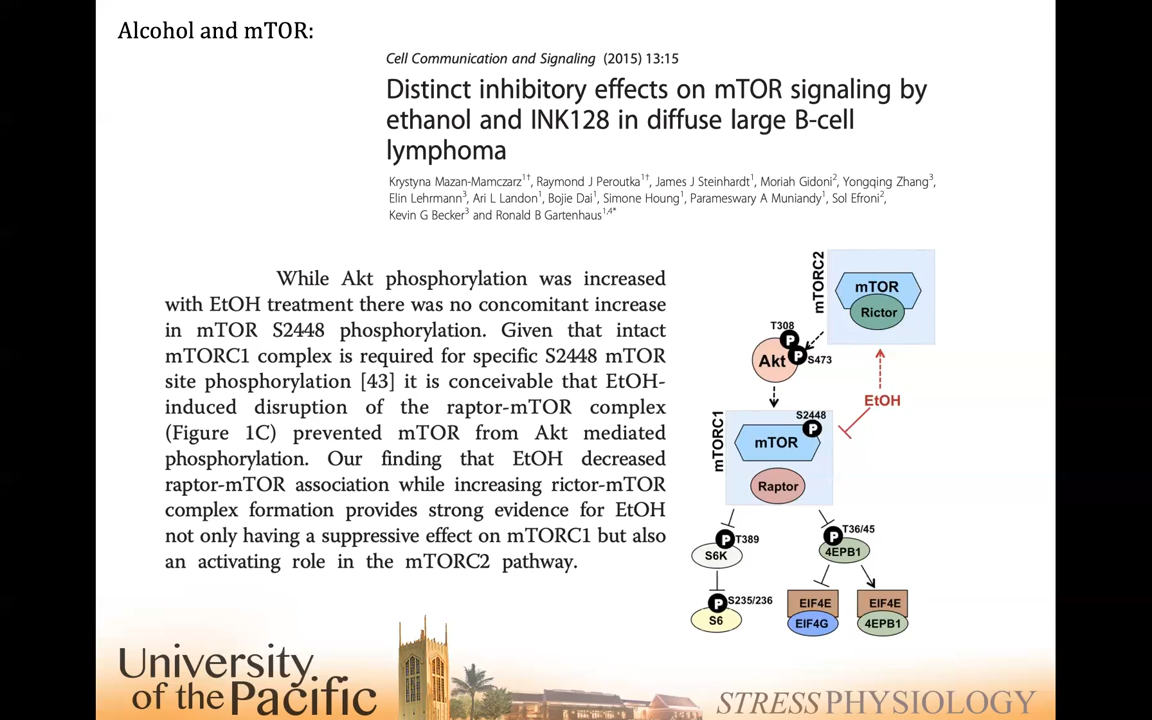 Alcohol and mTOR:
Cell Communication and Signaling (2015) 13:15
Distinct inhibitory effects on mTOR signaling by
ethanol and INK128 in diffuse large B-cell
lymphoma
Krystyna Mazan-Mamczarz1†, Raymond J Peroutka1†, James J Steinhardt1, Moriah Gidoni2, Yongqing Zhang3,
Elin Lehrmann3, Ari L Landon1, Bojie Dai1, Simone Houng1, Parameswary A Muniandy1, Sol Efroni2,
Kevin G Becker3 and Ronald B Gartenhaus1,4*
While Akt phosphorylation was increased
with EtOH treatment there was no concomitant increase
in mTOR S2448 phosphorylation. Given that intact
mTORC1 complex is required for specific S2448 mTOR
site phosphorylation [43] it is conceivable that EtOH-
induced disruption of the raptor-mTOR complex
(Figure 1C) prevented mTOR from Akt mediated
phosphorylation. Our finding that EtOH decreased
raptor-mTOR association while increasing rictor-mTOR
complex formation provides strong evidence for EtOH
not only having a suppressive effect on mTORC1 but also
an activating role in the mTORC2 pathway.
mTORC2
mTOR
Rictor
T308
P
Akt
P
S473
EtOH
mTORC1
S2448
P
mTOR
Raptor
P
T389
S6K
T36/45
P
4EPB1
P
S235/236
S6
EIF4E
EIF4G
EIF4E
4EPB1
University
of the Pacific
STRESS PHYSIOLOGY